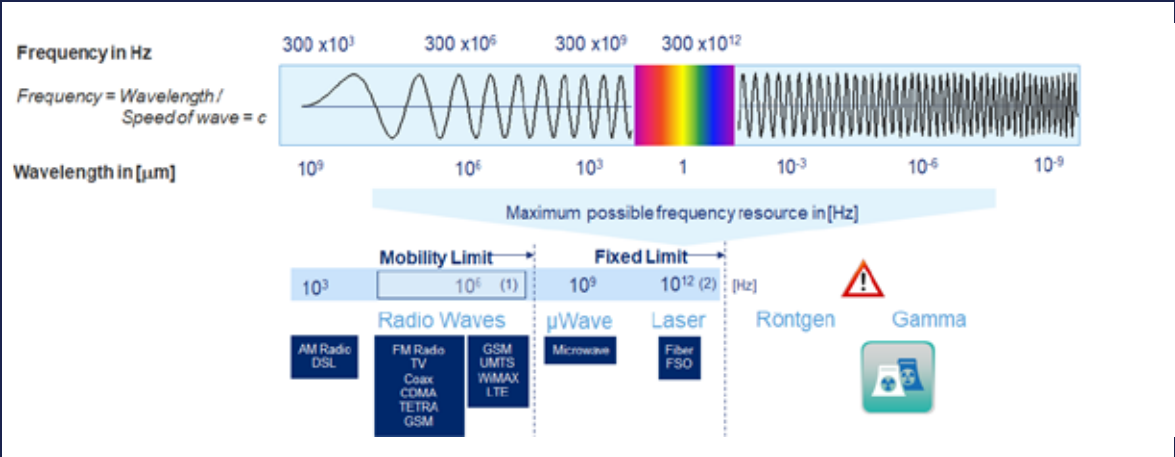 Frequency in Hz
300 x10³ 300 x10⁶ 300 x10⁹ 300 x10¹²
Frequency = Wavelength /
Speed of wave = c
Wavelength in [µm]
10⁹ 10⁶ 10³ 1 10⁻³ 10⁻⁶ 10⁻⁹
Maximum possible frequency resource in [Hz]
Mobility Limit Fixed Limit
10³ 10⁶ (1) 10⁹ 10¹² (2) [Hz]
!
Radio Waves µWave Laser Röntgen Gamma
AM Radio
DSL
FM Radio
TV
Coax
CDMA
TETRA
GSM
GSM
UMTS
WiMAX
LTE
Microwave
Fiber
FSO